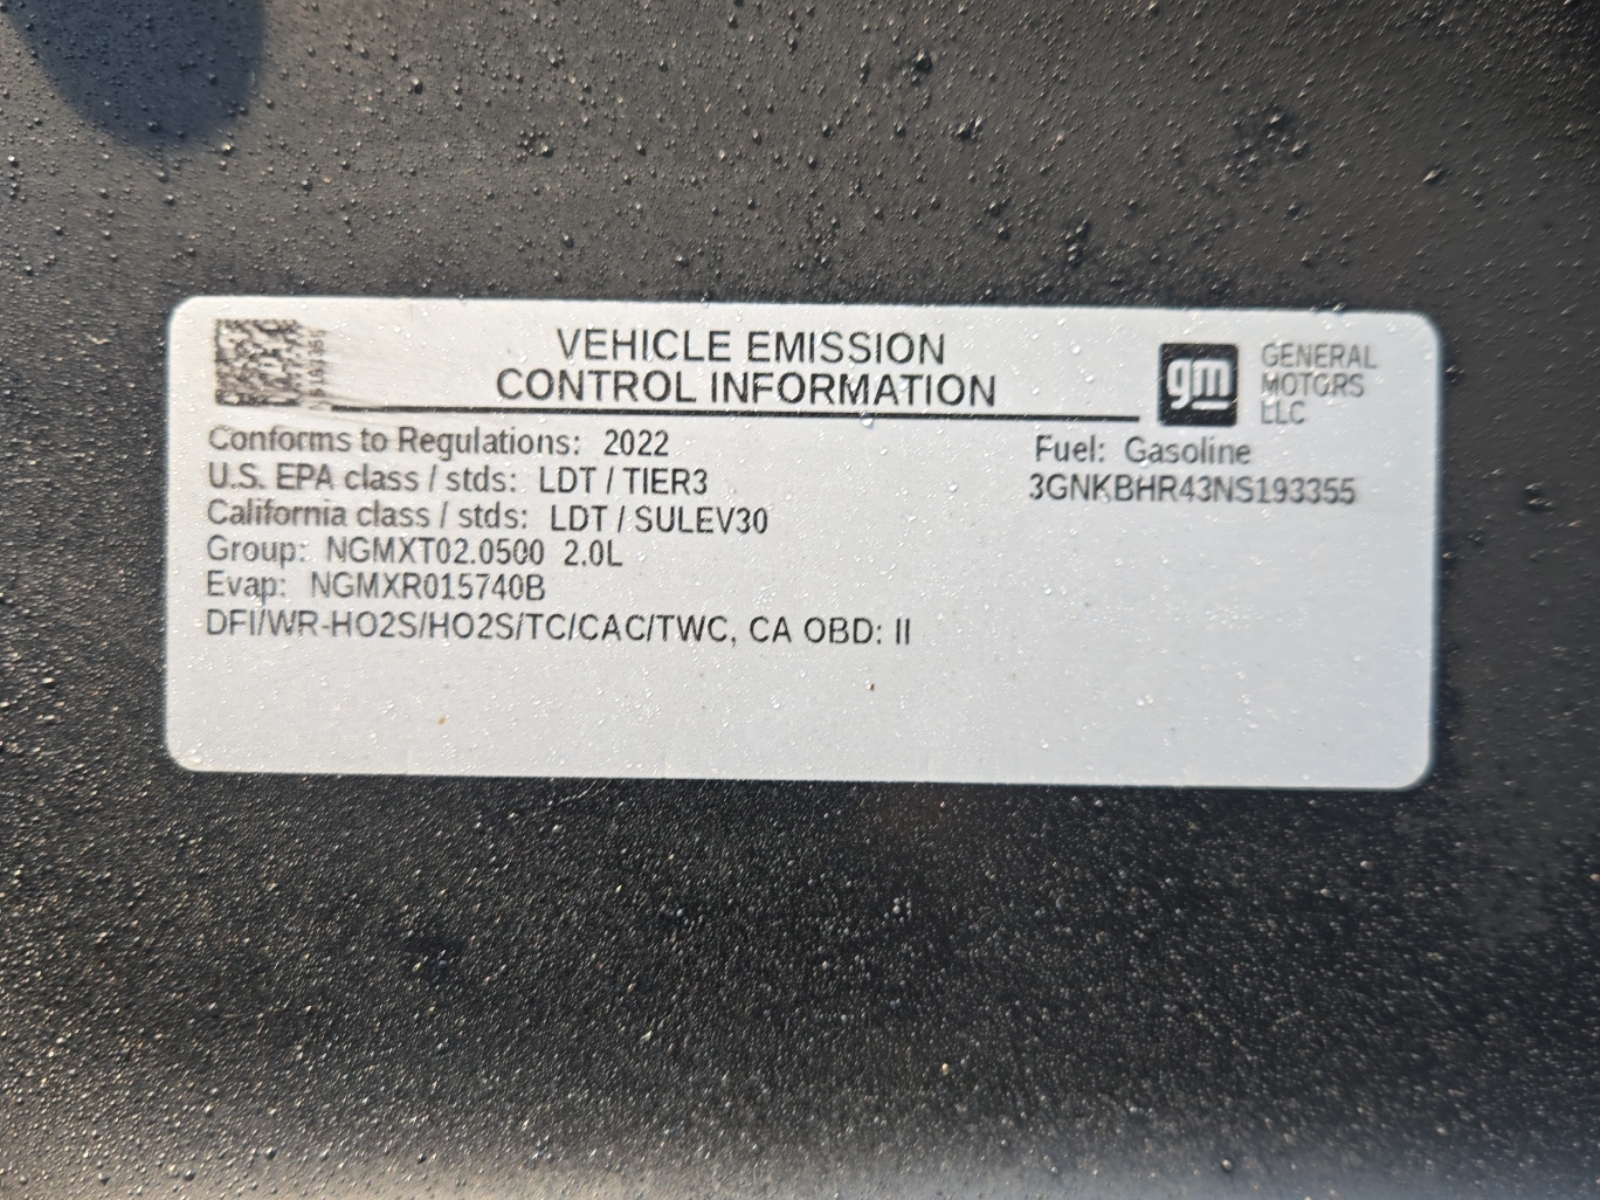 VEHICLE EMISSION
CONTROL INFORMATION
gm
GENERAL
MOTORS
LLC
Conforms to Regulations: 2022
Fuel: Gasoline
U.S. EPA class / stds: LDT / TIER3
3GNKBHR43NS193355
California class / stds: LDT / SULEV30
Group: NGMXT02.0500 2.0L
Evap: NGMXR015740B
DFI/WR-HO2S/HO2S/TC/CAC/TWC, CA OBD: II